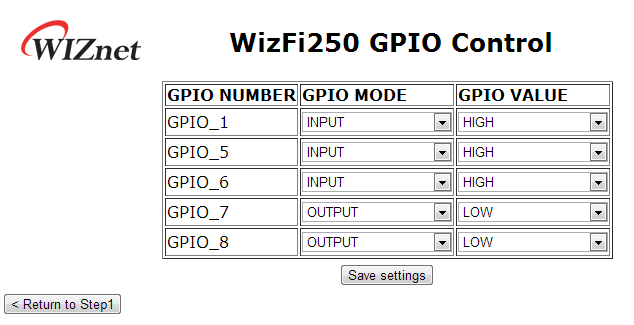 WIZnet
WizFi250 GPIO Control
GPIO NUMBER GPIO MODE GPIO VALUE
GPIO_1 INPUT HIGH
GPIO_5 INPUT HIGH
GPIO_6 INPUT HIGH
GPIO_7 OUTPUT LOW
GPIO_8 OUTPUT LOW
Save settings
< Return to Step1